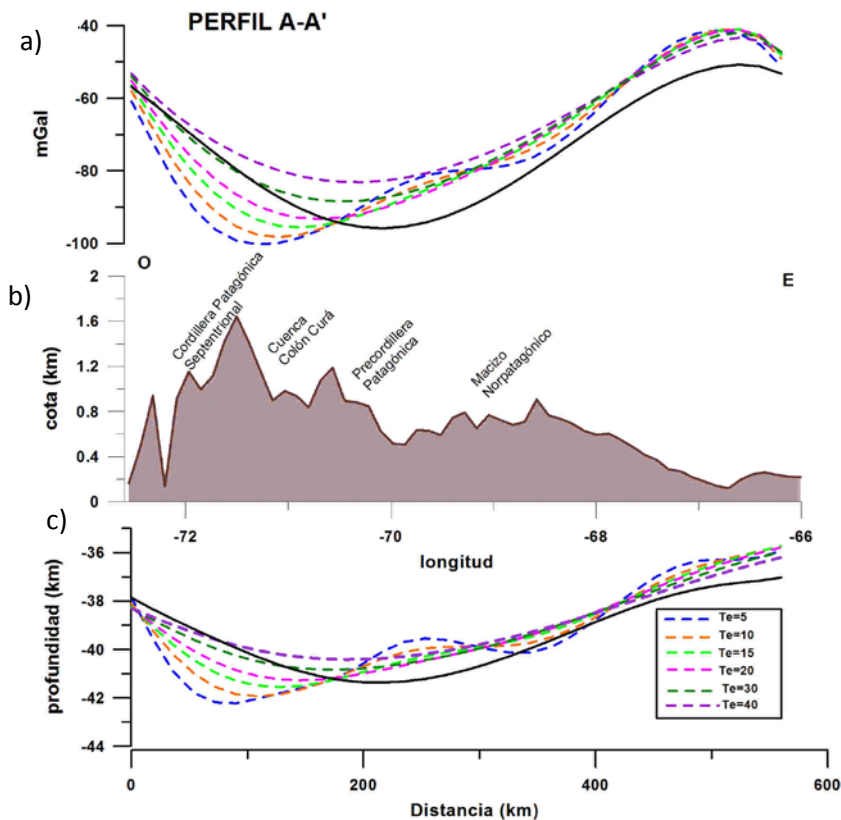 PERFIL A-A'
a)
-40
-60
-80
-100
mGal
O
E
b)
2
1.6
1.2
0.8
0.4
0
cota (km)
Cordillera Patagónica
Septentrional
Cuenca
Colón Curá
Precordillera
Patagónica
Macizo
Norpatagónico
-72
-70
-68
-66
longitud
c)
-36
-38
-40
-42
-44
profundidad (km)
Te=5
Te=10
Te=15
Te=20
Te=30
Te=40
0
200
400
600
Distancia (km)